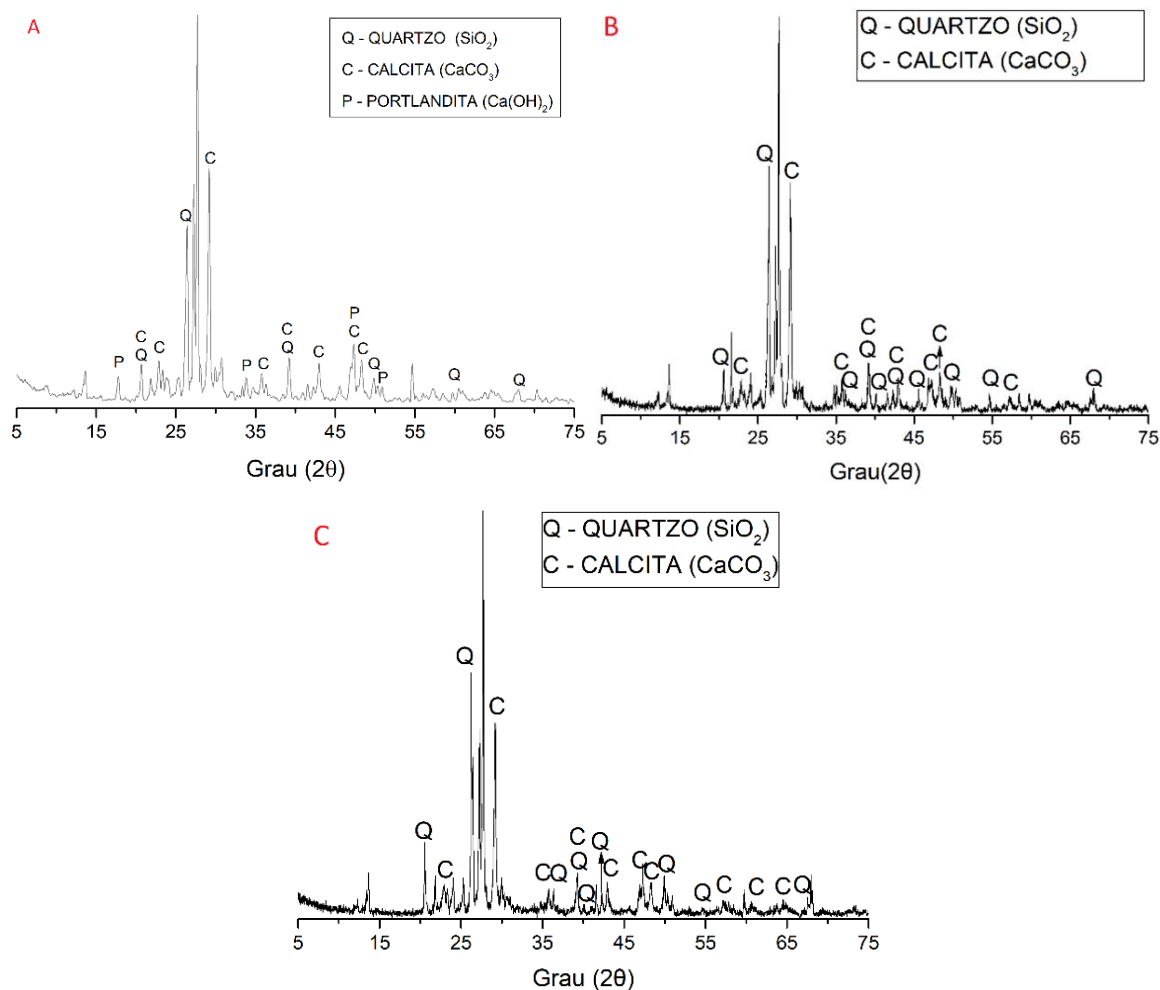 A
Q - QUARTZO (SiO₂)
C - CALCITA (CaCO₃)
P - PORTLANDITA (Ca(OH)₂)
P
C
Q
C
Q
C
P
C
C
Q
C
P
C
C
Q
P
Q
Q
5 15 25 35 45 55 65 75
Grau (2θ)
B
Q - QUARTZO (SiO₂)
C - CALCITA (CaCO₃)
Q
C
Q
C
C
Q
C
Q
Q
C
Q
Q
C
C
Q
Q
C
Q
5 15 25 35 45 55 65 75
Grau(2θ)
C
Q - QUARTZO (SiO₂)
C - CALCITA (CaCO₃)
Q
C
Q
C
C
Q
C
Q
Q
Q
C
C
C
Q
Q
C
C
C
Q
5 15 25 35 45 55 65 75
Grau (2θ)